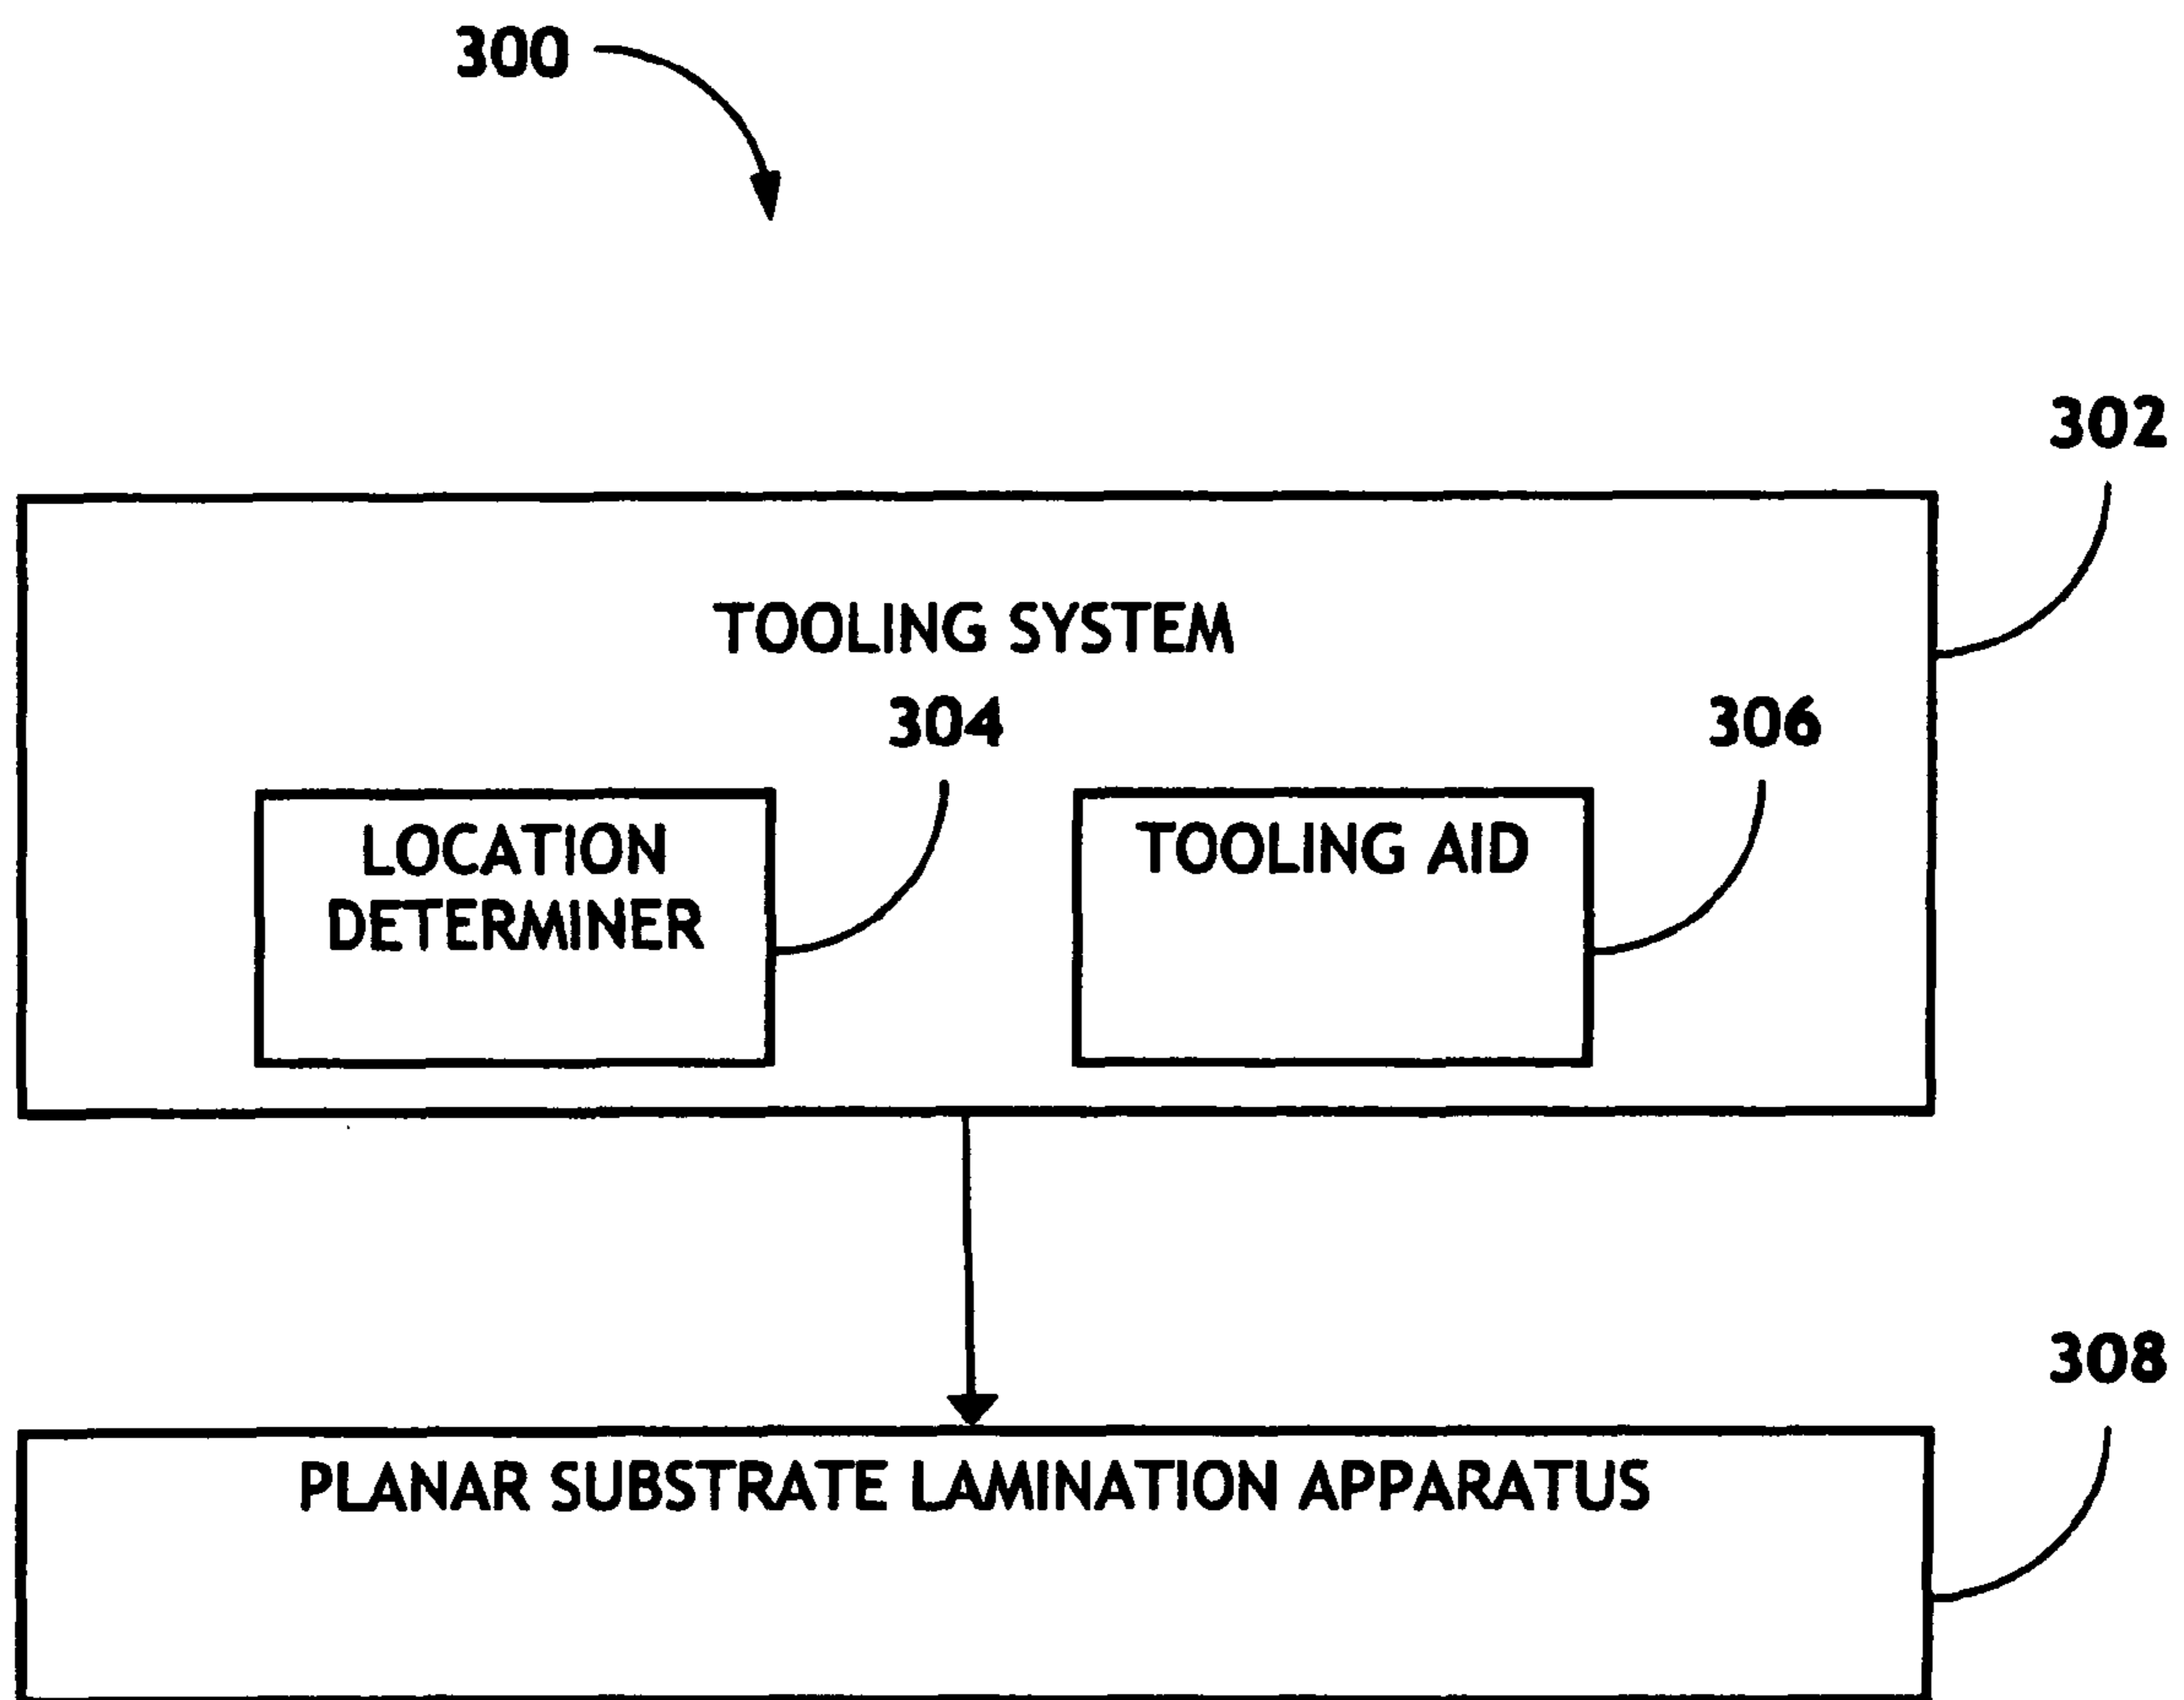 300
302
TOOLING SYSTEM
304
306
LOCATION
DETERMINER
TOOLING AID
308
PLANAR SUBSTRATE LAMINATION APPARATUS